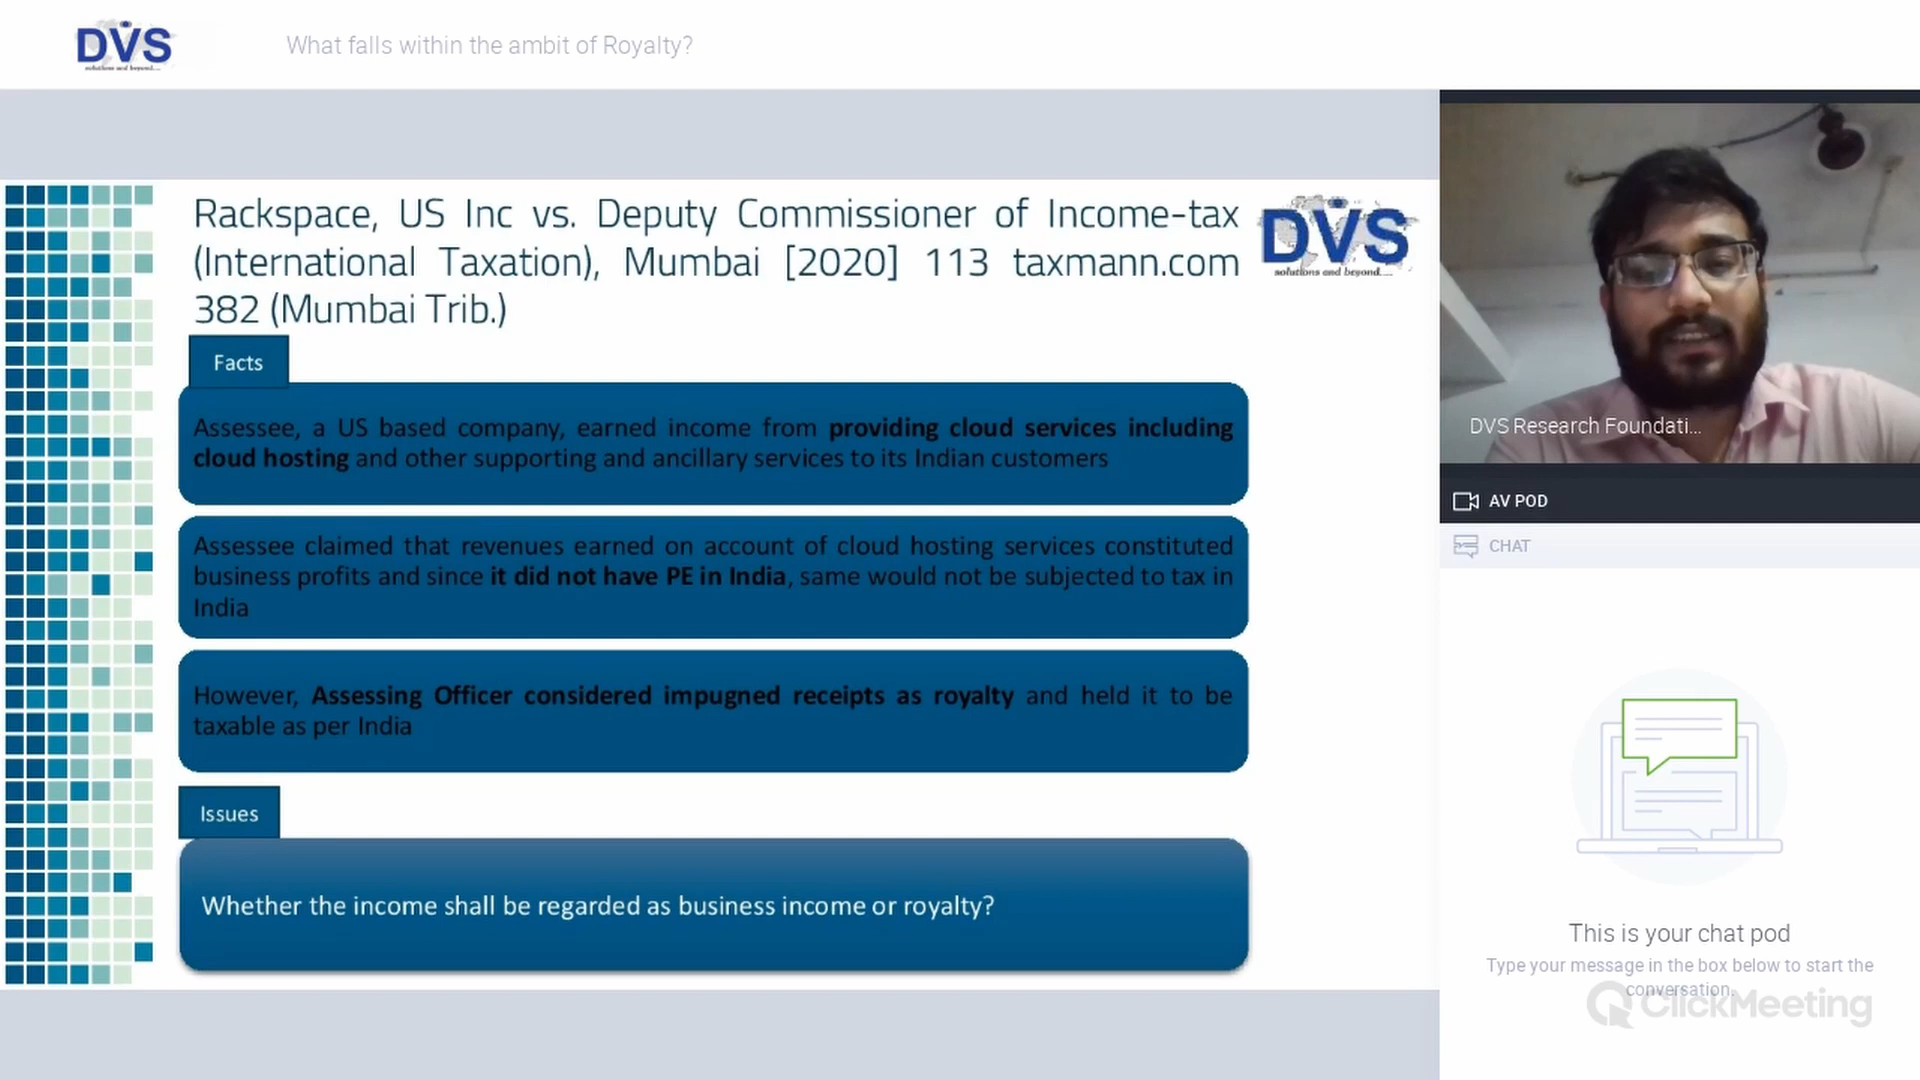 DVS
solutions and beyond....
What falls within the ambit of Royalty?
Rackspace, US Inc vs. Deputy Commissioner of Income-tax
(International Taxation), Mumbai [2020] 113 taxmann.com
382 (Mumbai Trib.)
DVS
solutions and beyond....
Facts
Assessee, a US based company, earned income from providing cloud services including
cloud hosting and other supporting and ancillary services to its Indian customers
Assessee claimed that revenues earned on account of cloud hosting services constituted
business profits and since it did not have PE in India, same would not be subjected to tax in
India
However, Assessing Officer considered impugned receipts as royalty and held it to be
taxable as per India
Issues
Whether the income shall be regarded as business income or royalty?
DVS Research Foundati...
AV POD
CHAT
This is your chat pod
Type your message in the box below to start the
conversation.
ClickMeeting